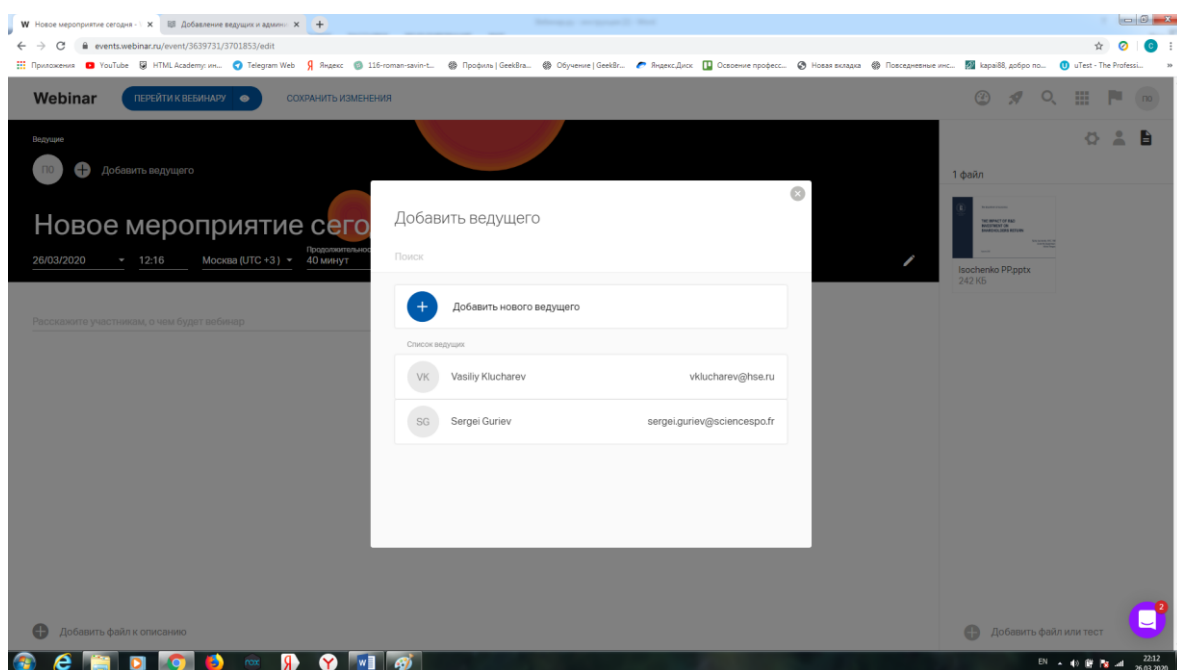 W Новое мероприятие сегодня - \ × Добавление ведущих и админи × +
events.webinar.ru/event/3639731/3701853/edit
Приложения YouTube HTML Academy: ин... Telegram Web Яндекс 116-roman-savin-t... Профиль | GeekBra... Обучение | GeekBr... Яндекс.Диск Освоение професс... Новая вкладка Повседневные инс... kapai88, добро по... uTest - The Professi... »
Webinar ПЕРЕЙТИ К ВЕБИНАРУ СОХРАНИТЬ ИЗМЕНЕНИЯ ПО
Ведущие
ПО Добавить ведущего
1 файл
Новое мероприятие сего
Продолжительнос
26/03/2020 12:16 Москва (UTC +3) 40 минут
Isochenko PP.pptx
242 КБ
Расскажите участникам, о чем будет вебинар
Добавить ведущего
Поиск
Добавить нового ведущего
Список ведущих
VK Vasiliy Klucharev vklucharev@hse.ru
SG Sergei Guriev sergei.guriev@sciencespo.fr
Добавить файл к описанию
Добавить файл или тест
2
EN 22:12
26.03.2020